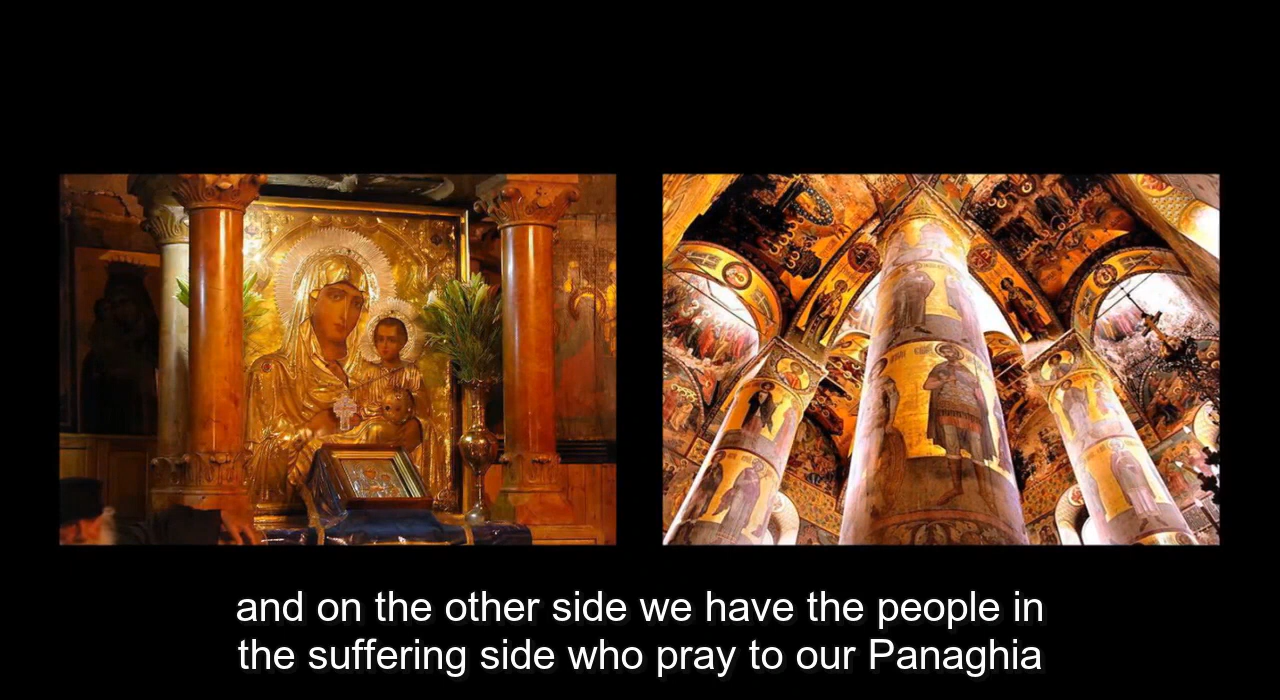 and on the other side we have the people in
the suffering side who pray to our Panaghia